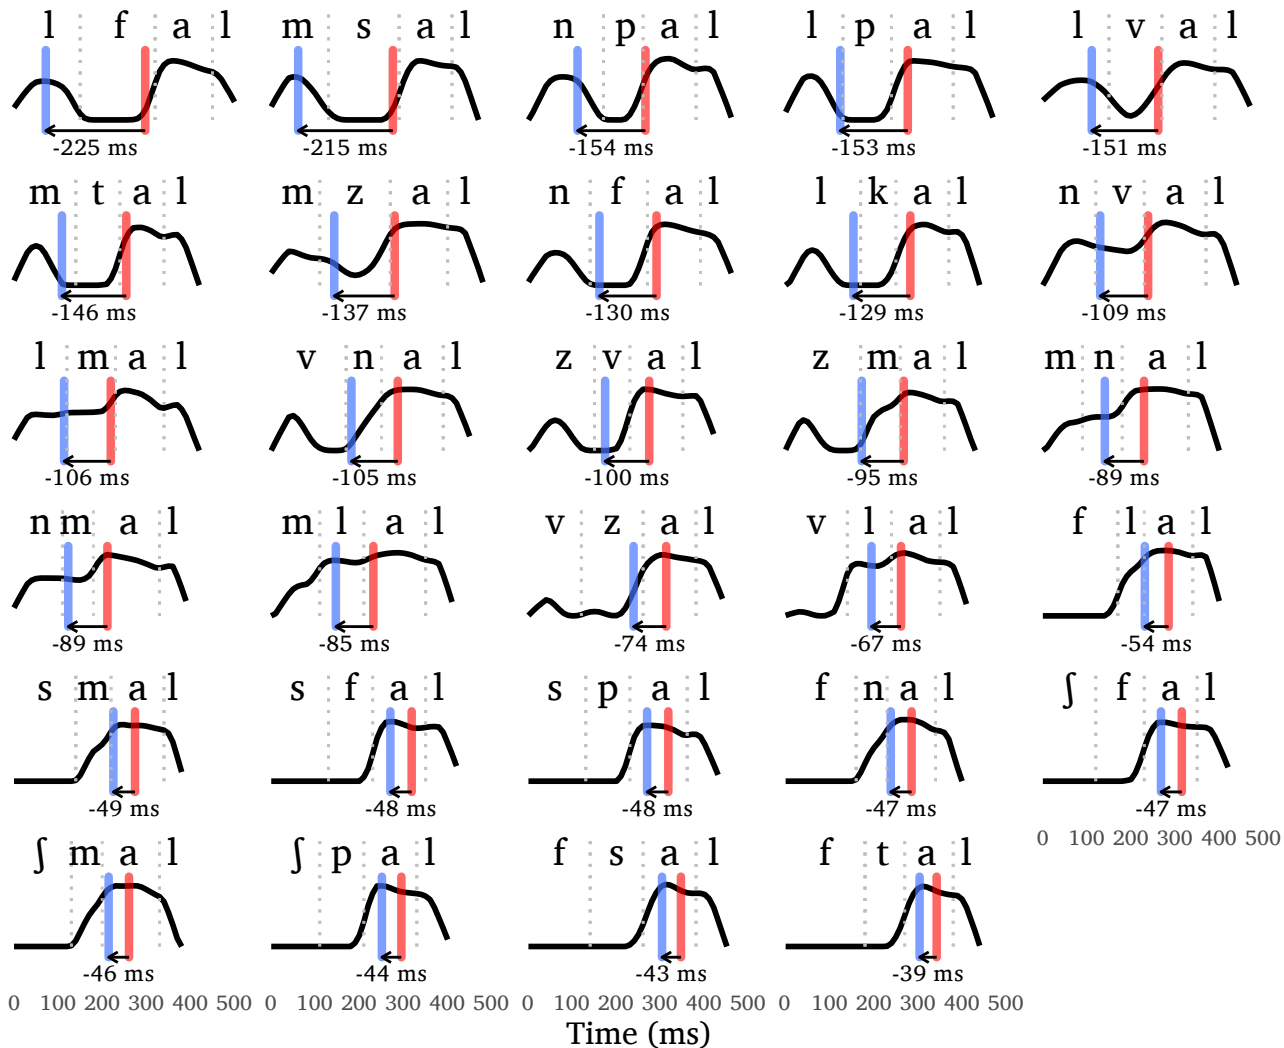 l f a l m s a l n p a l l p a l l v a l
-225 ms -215 ms -154 ms -153 ms -151 ms
m t a l m z a l n f a l l k a l n v a l
-146 ms -137 ms -130 ms -129 ms -109 ms
l m a l v n a l z v a l z m a l m n a l
-106 ms -105 ms -100 ms -95 ms -89 ms
n m a l m l a l v z a l v l a l f l a l
-89 ms -85 ms -74 ms -67 ms -54 ms
s m a l s f a l s p a l f n a l ʃ f a l
-49 ms -48 ms -48 ms -47 ms -47 ms
0 100 200 300 400 500
ʃ m a l ʃ p a l f s a l f t a l
-46 ms -44 ms -43 ms -39 ms
0 100 200 300 400 500 0 100 200 300 400 500 0 100 200 300 400 500 0 100 200 300 400 500
Time (ms)